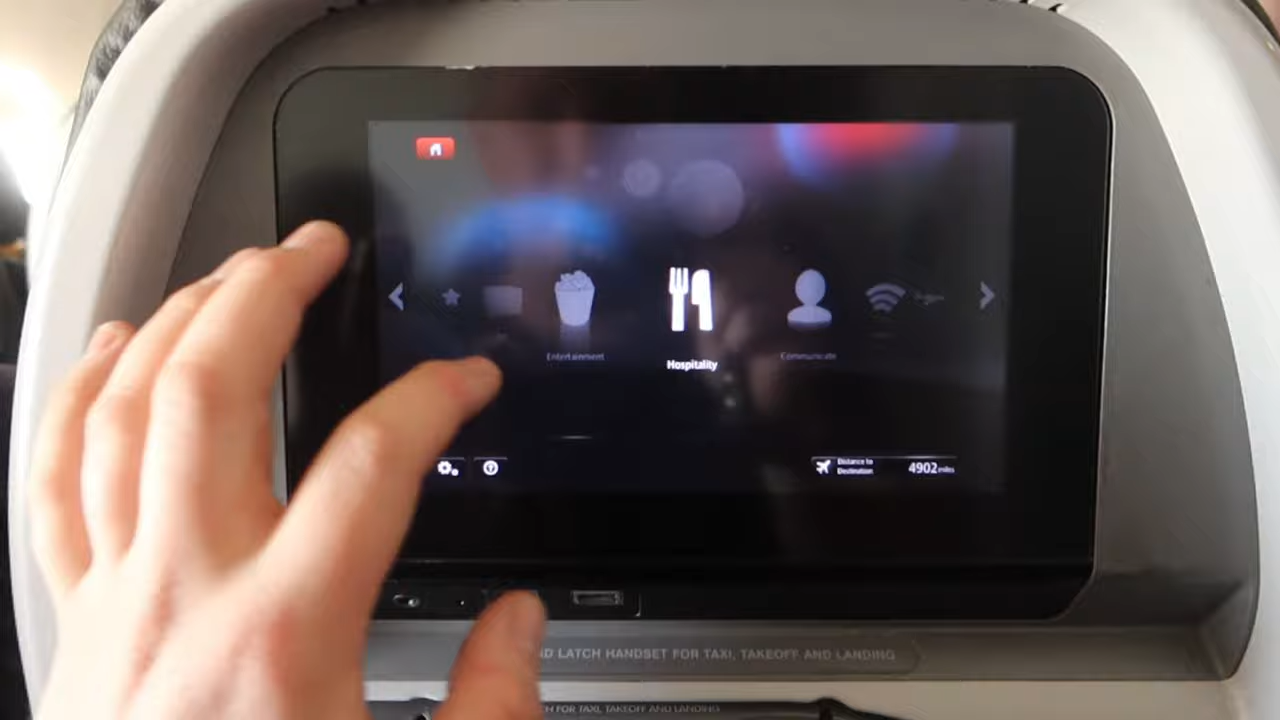 Entertainment
Hospitality
Communicate
Distance to
Destination
4902 miles
LATCH HANDSET FOR TAXI, TAKEOFF AND LANDING
FOR TAXI, TAKEOFF AND LANDING